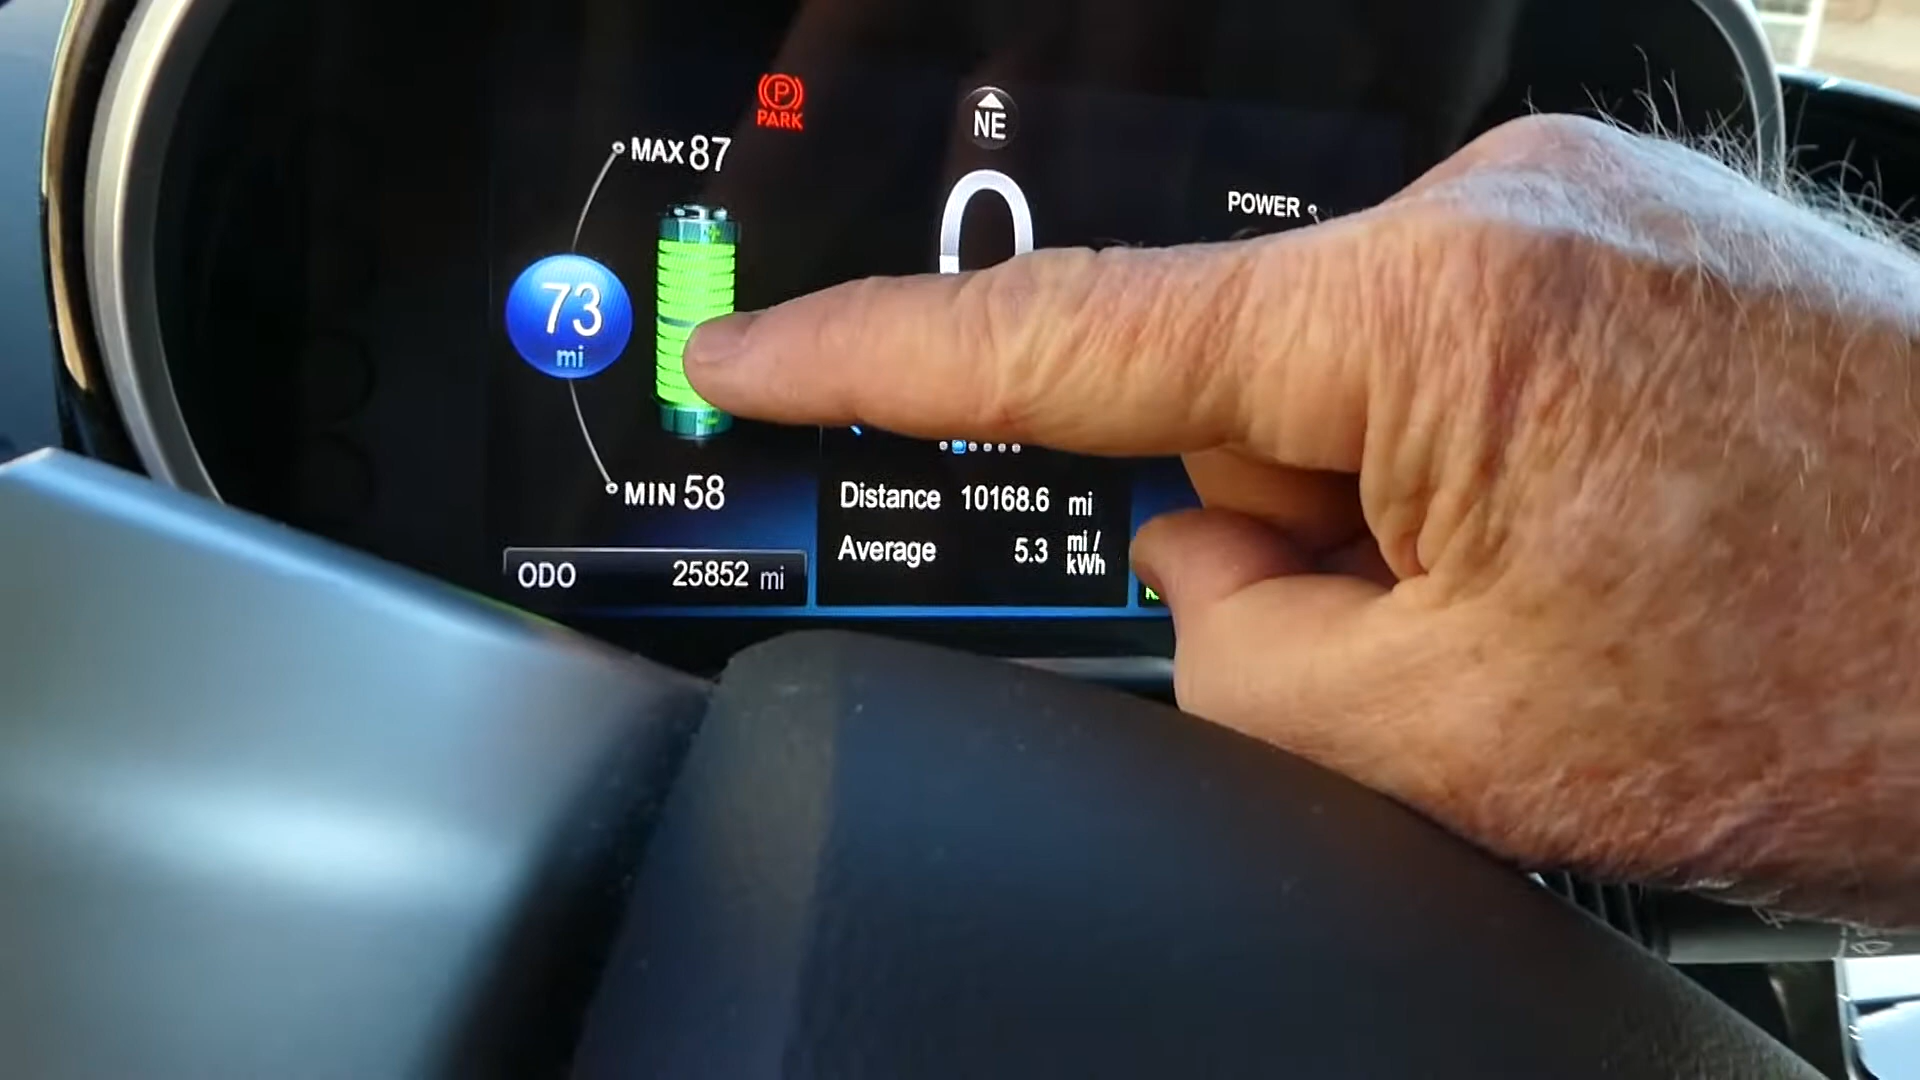 P
PARK
NE
MAX 87
POWER
0
73
mi
MIN 58
Distance 10168.6 mi
Average 5.3 mi/kWh
ODO 25852 mi